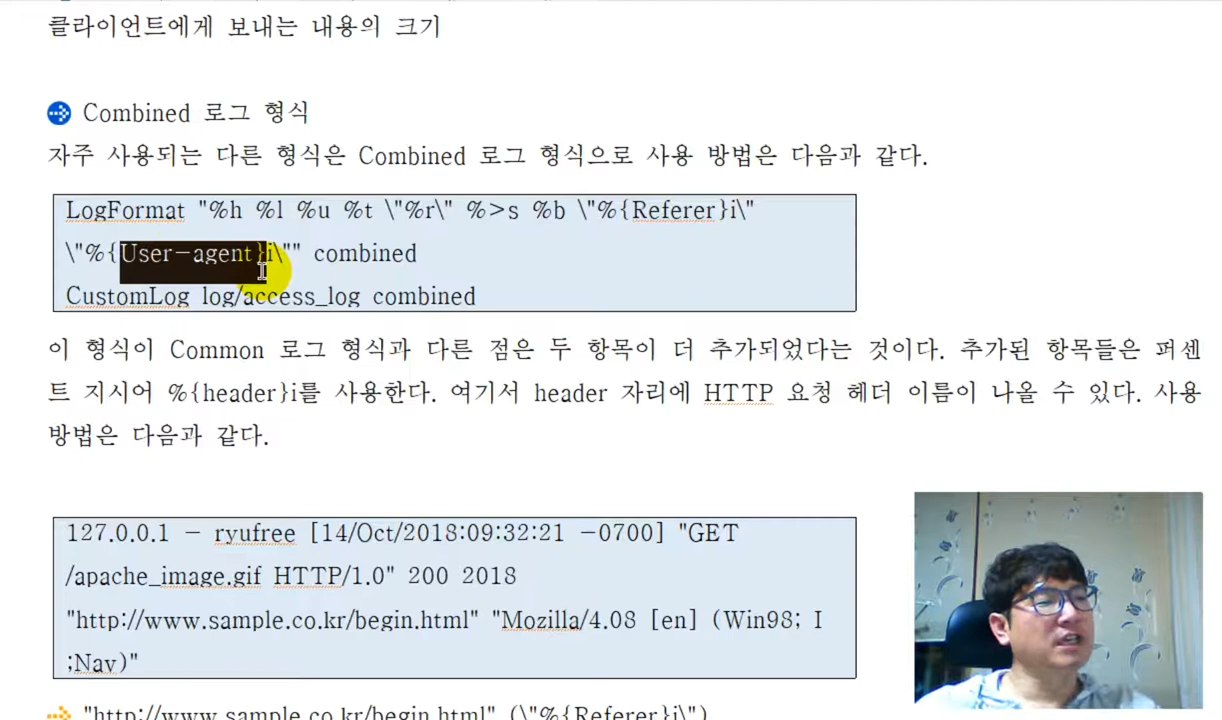 클라이언트에게 보내는 내용의 크기
Combined 로그 형식
자주 사용되는 다른 형식은 Combined 로그 형식으로 사용 방법은 다음과 같다.
LogFormat "%h %l %u %t \"%r\" %>s %b \"%{Referer}i\"
\"%{User-agent}i\"" combined
CustomLog log/access_log combined
이 형식이 Common 로그 형식과 다른 점은 두 항목이 더 추가되었다는 것이다. 추가된 항목들은 퍼센
트 지시어 %{header}i를 사용한다. 여기서 header 자리에 HTTP 요청 헤더 이름이 나올 수 있다. 사용
방법은 다음과 같다.
127.0.0.1 - ryufree [14/Oct/2018:09:32:21 -0700] "GET
/apache_image.gif HTTP/1.0" 200 2018
"http://www.sample.co.kr/begin.html" "Mozilla/4.08 [en] (Win98; I
;Nav)"
"http://www.sample.co.kr/begin.html" (\"%{Referer}i\")